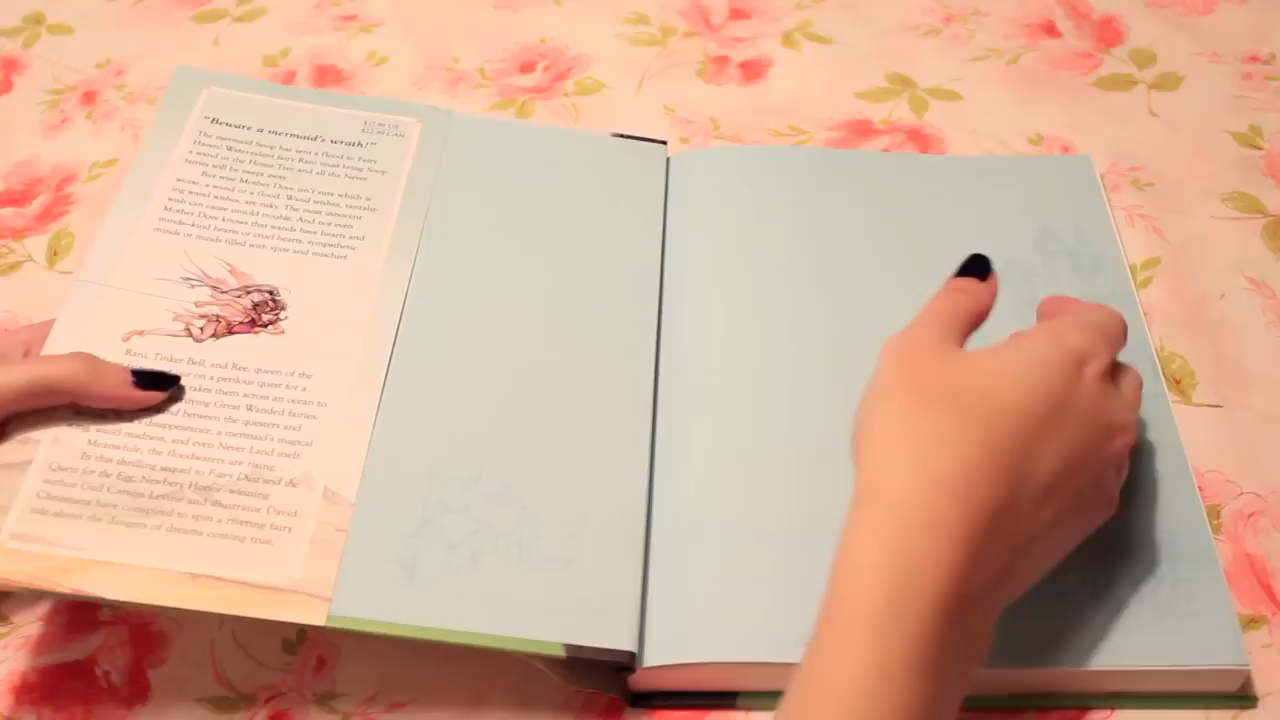 "Beware a mermaid's wrath!"
$17.99 US
$22.99 CAN
The mermaid Soop has sent a flood to Fairy
Haven! Water-talent fairy Rani must bring Soop
a wand or the Home Tree and all the Never
fairies will be swept away.
But wise Mother Dove isn't sure which is
worse, a wand or a flood. Wand wishes, tantaliz-
ing wand wishes, are risky. The most innocent
wish can cause untold trouble. And not even
Mother Dove knows that wands have hearts and
minds—kind hearts or cruel hearts, sympathetic
minds or minds filled with spite and mischief.
Rani, Tinker Bell, and Ree, queen of the
on a perilous quest for a
takes them across an ocean to
Great Wanded fairies.
between the questers and
disappearance, a mermaid's magical
madness, and even Never Land itself.
Meanwhile, the floodwaters are rising . . .
In this thrilling sequel to Fairy Dust and the
Quest for the Egg, Newbery Honor–winning
author Gail Carson Levine and illustrator David
Christiana have conspired to spin a riveting fairy
tale about the dangers of dreams coming true.